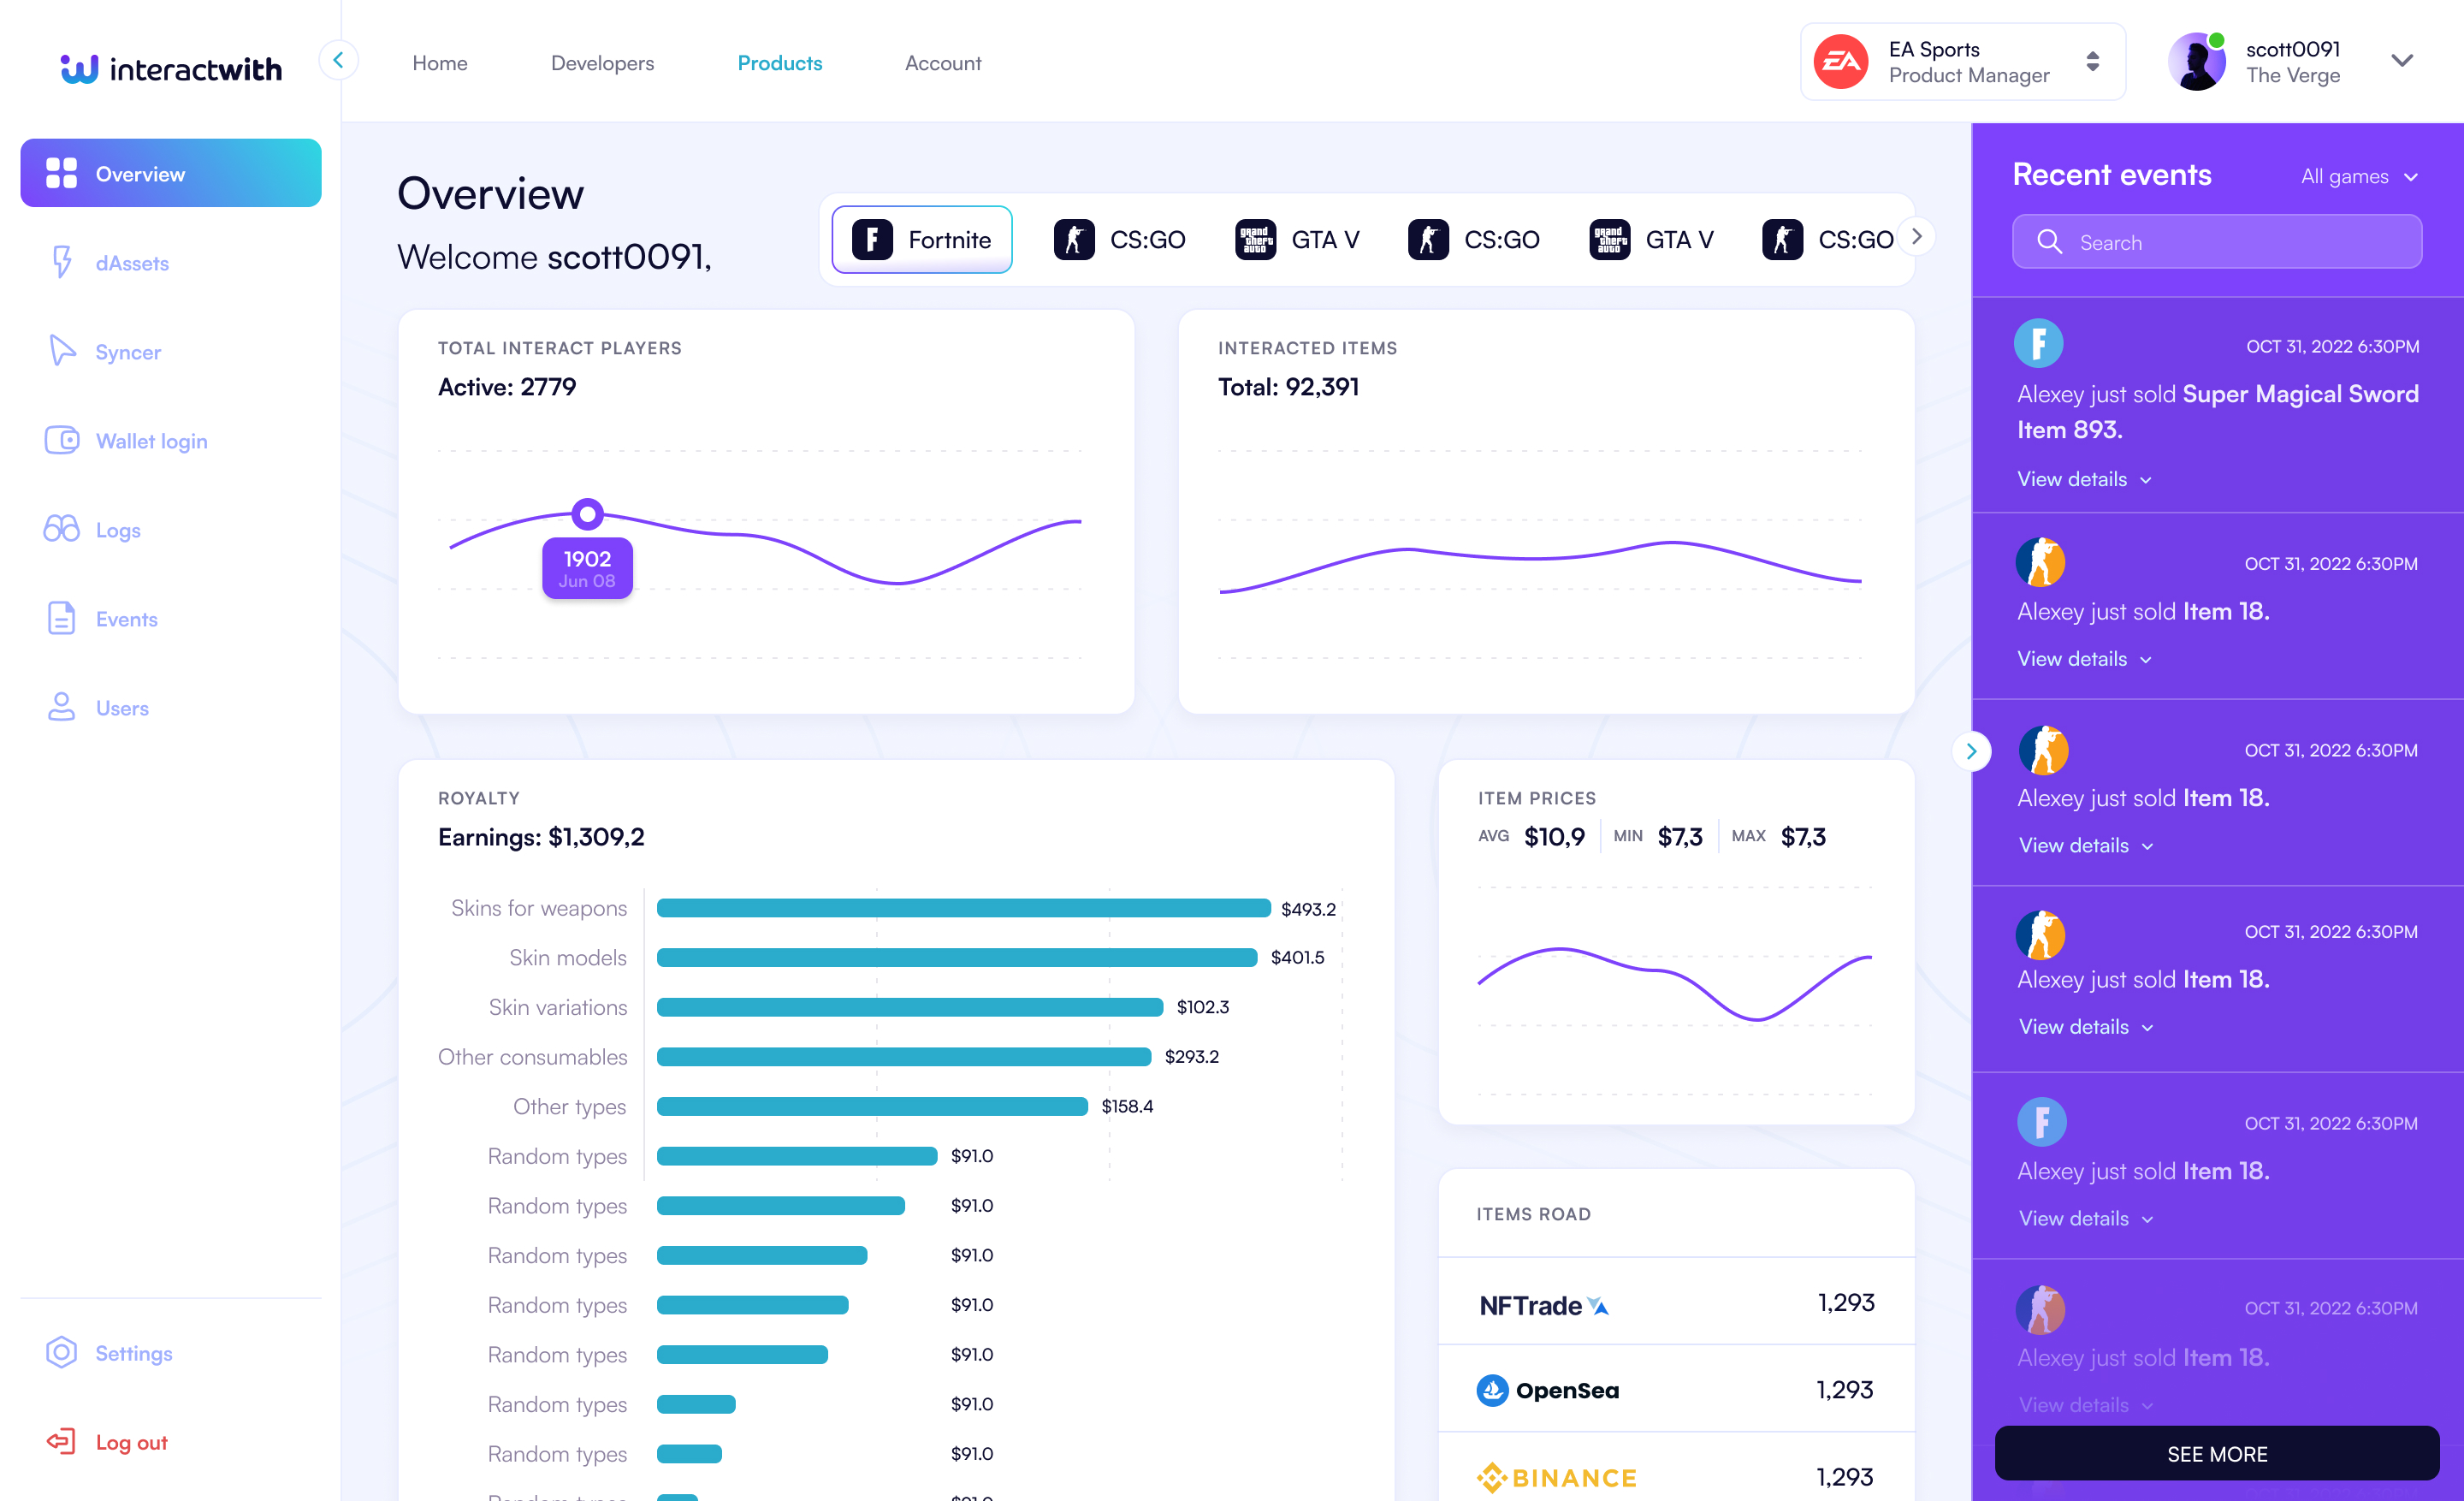 interactwith
Home
Developers
Products
Account
EA
EA Sports
Product Manager
scott0091
The Verge
Overview
dAssets
Syncer
Wallet login
Logs
Events
Users
Settings
Log out
Overview
Welcome scott0091,
F
Fortnite
CS:GO
grand
theft
auto
GTA V
CS:GO
grand
theft
auto
GTA V
CS:GO
TOTAL INTERACT PLAYERS
Active: 2779
1902
Jun 08
INTERACTED ITEMS
Total: 92,391
ROYALTY
Earnings: $1,309,2
Skins for weapons $493.2
Skin models $401.5
Skin variations $102.3
Other consumables $293.2
Other types $158.4
Random types $91.0
Random types $91.0
Random types $91.0
Random types $91.0
Random types $91.0
Random types $91.0
Random types $91.0
ITEM PRICES
AVG $10,9 MIN $7,3 MAX $7,3
ITEMS ROAD
NFTrade 1,293
OpenSea 1,293
BINANCE 1,293
Recent events
All games
Search
F
OCT 31, 2022 6:30PM
Alexey just sold Super Magical Sword
Item 893.
View details
OCT 31, 2022 6:30PM
Alexey just sold Item 18.
View details
OCT 31, 2022 6:30PM
Alexey just sold Item 18.
View details
OCT 31, 2022 6:30PM
Alexey just sold Item 18.
View details
F
OCT 31, 2022 6:30PM
Alexey just sold Item 18.
View details
OCT 31, 2022 6:30PM
Alexey just sold Item 18.
View details
SEE MORE